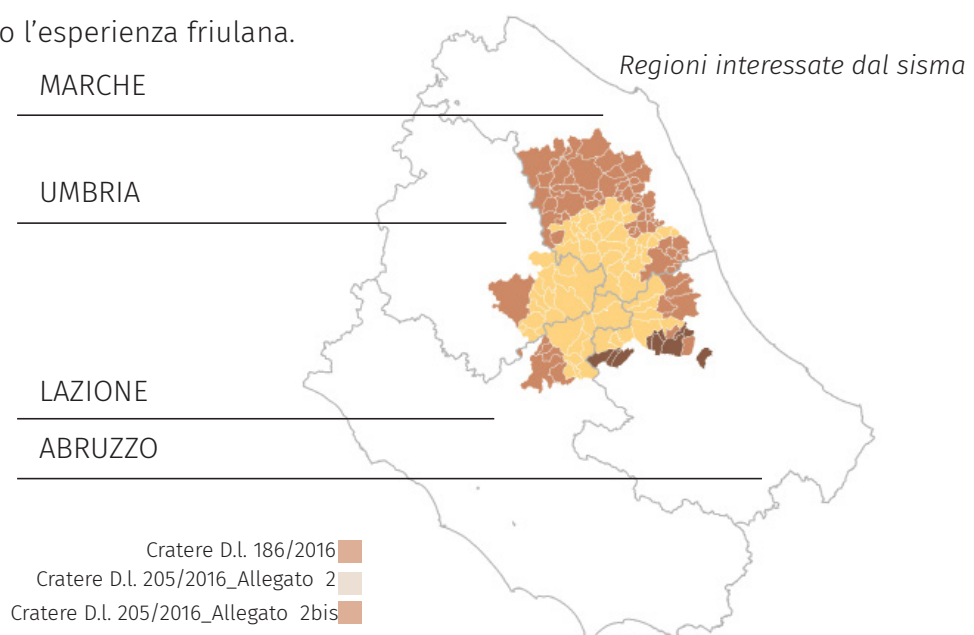 o l'esperienza friulana.
Regioni interessate dal sisma
MARCHE
UMBRIA
LAZIONE
ABRUZZO
Cratere D.l. 186/2016
Cratere D.l. 205/2016_Allegato 2
Cratere D.l. 205/2016_Allegato 2bis